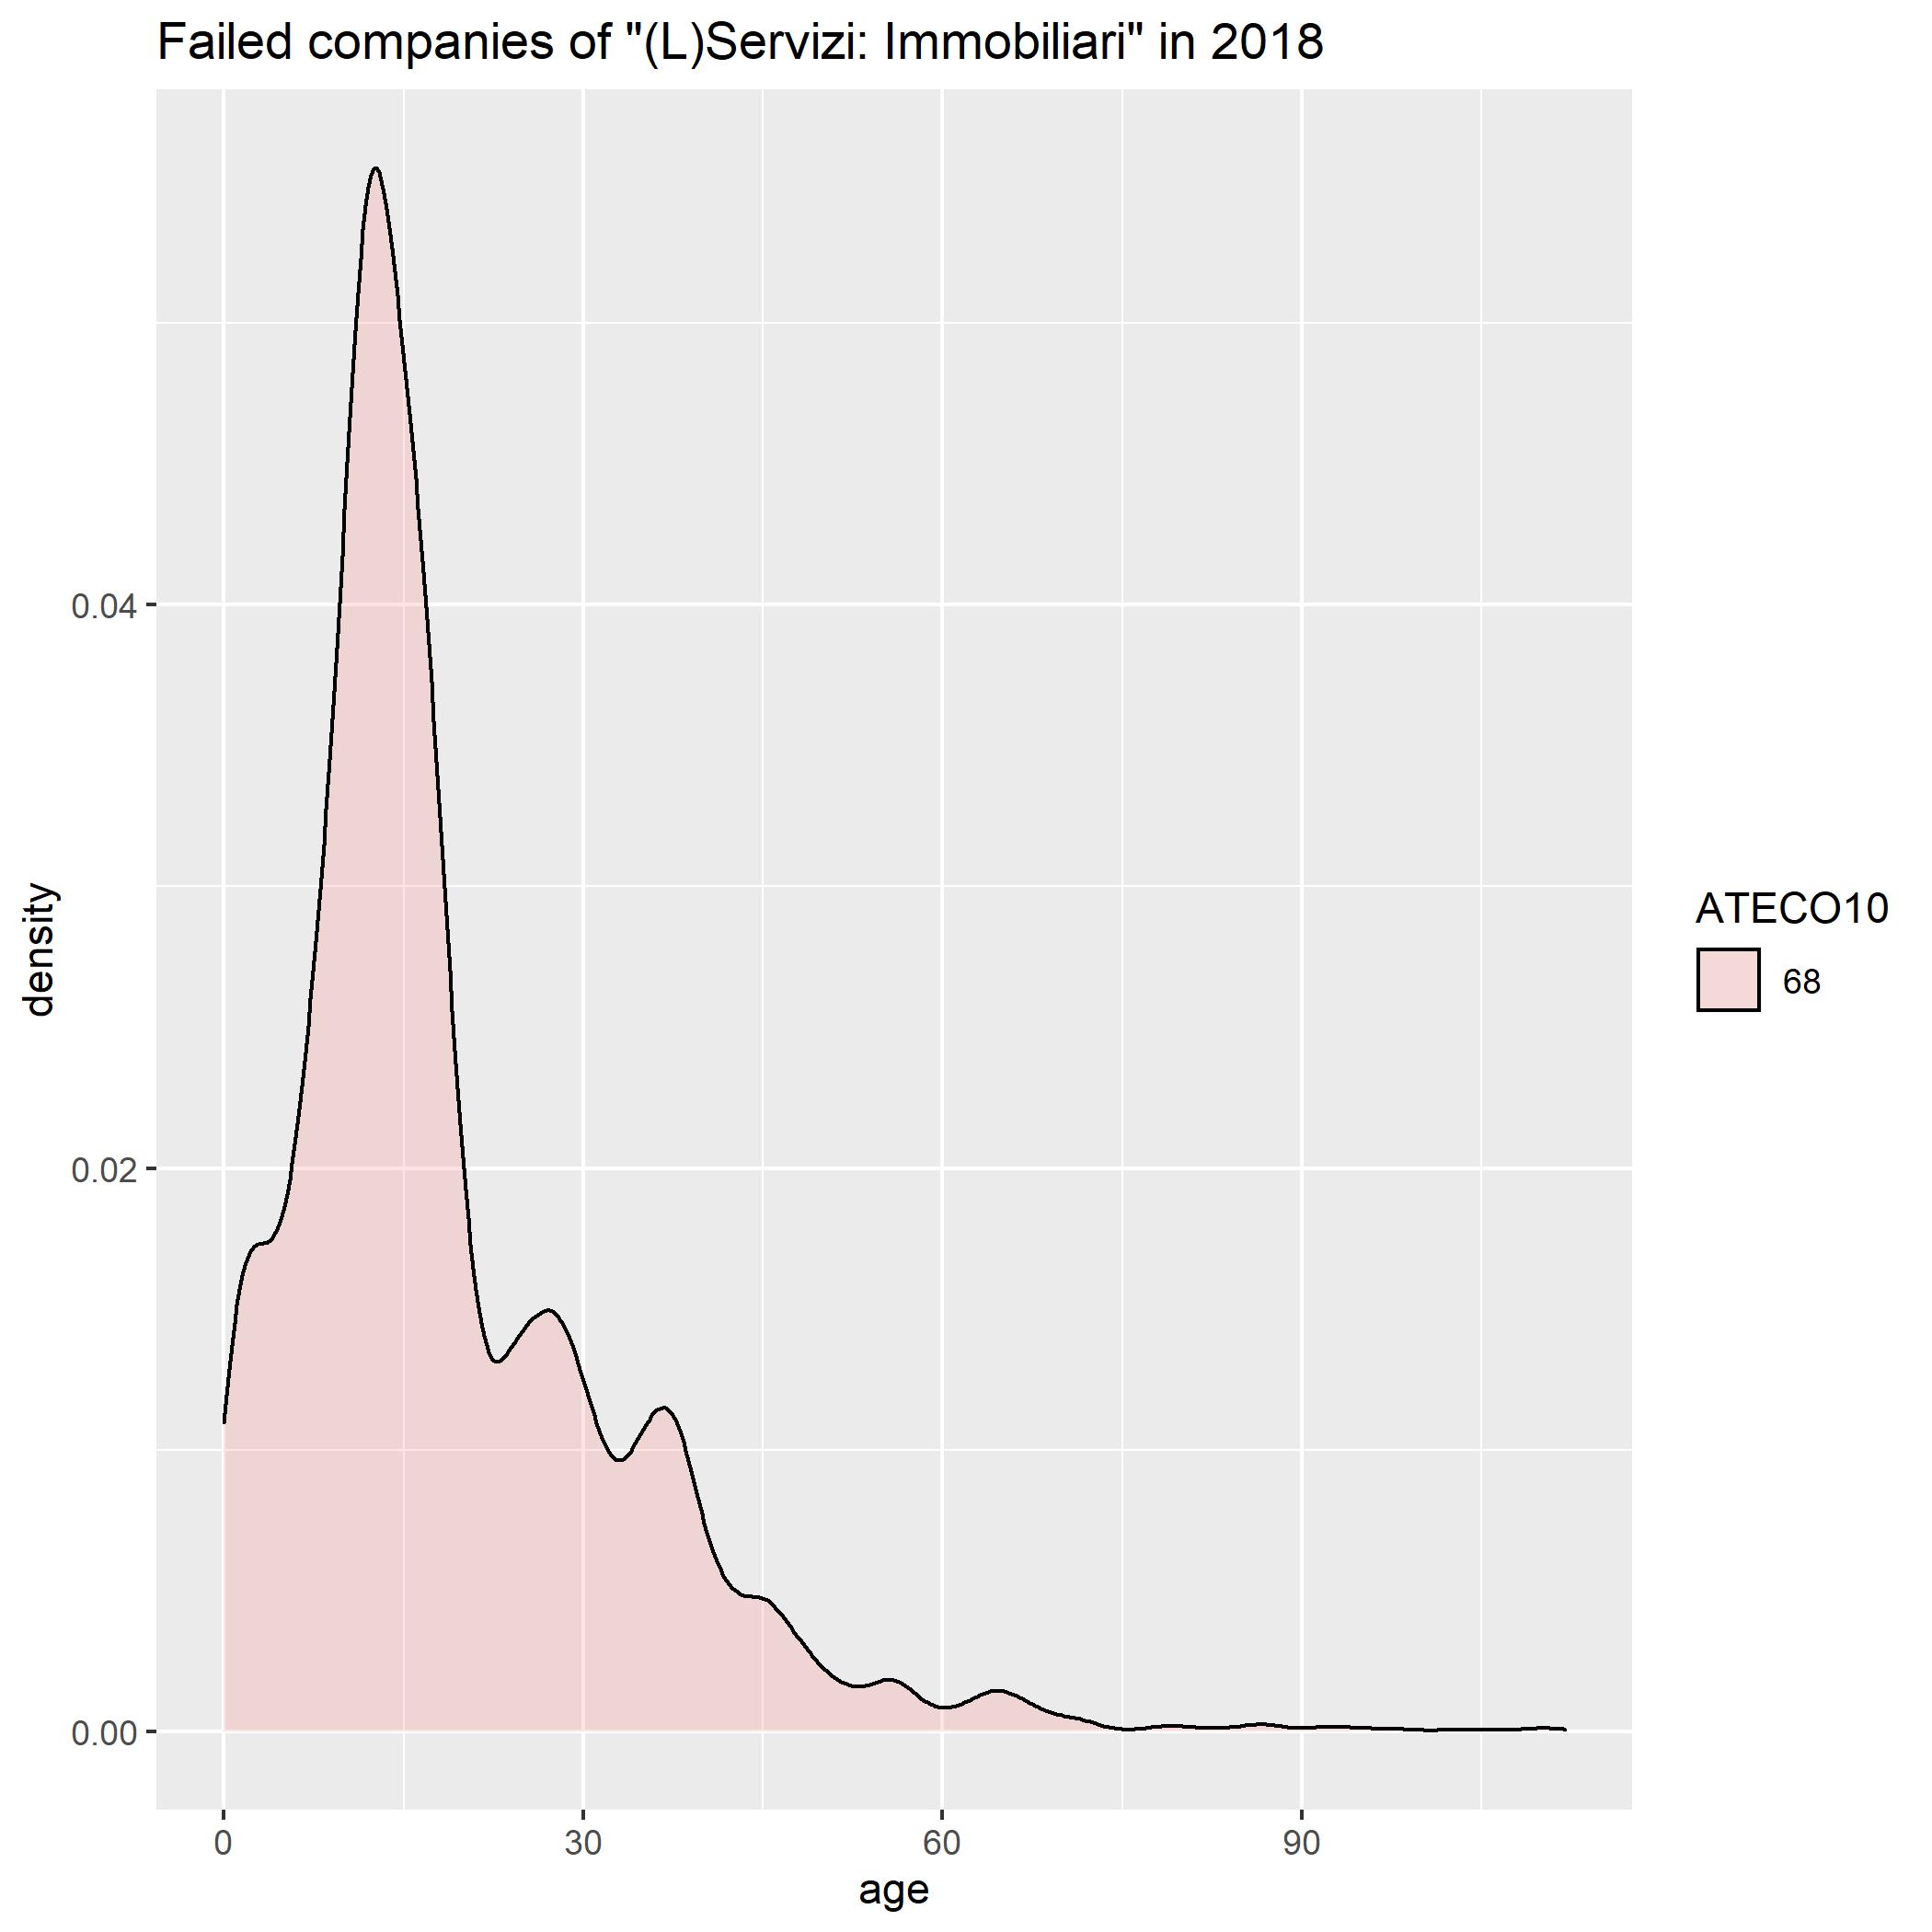 Failed companies of "(L)Servizi: Immobiliari" in 2018
density
0.04
0.02
0.00
0 30 60 90
age
ATECO10
68